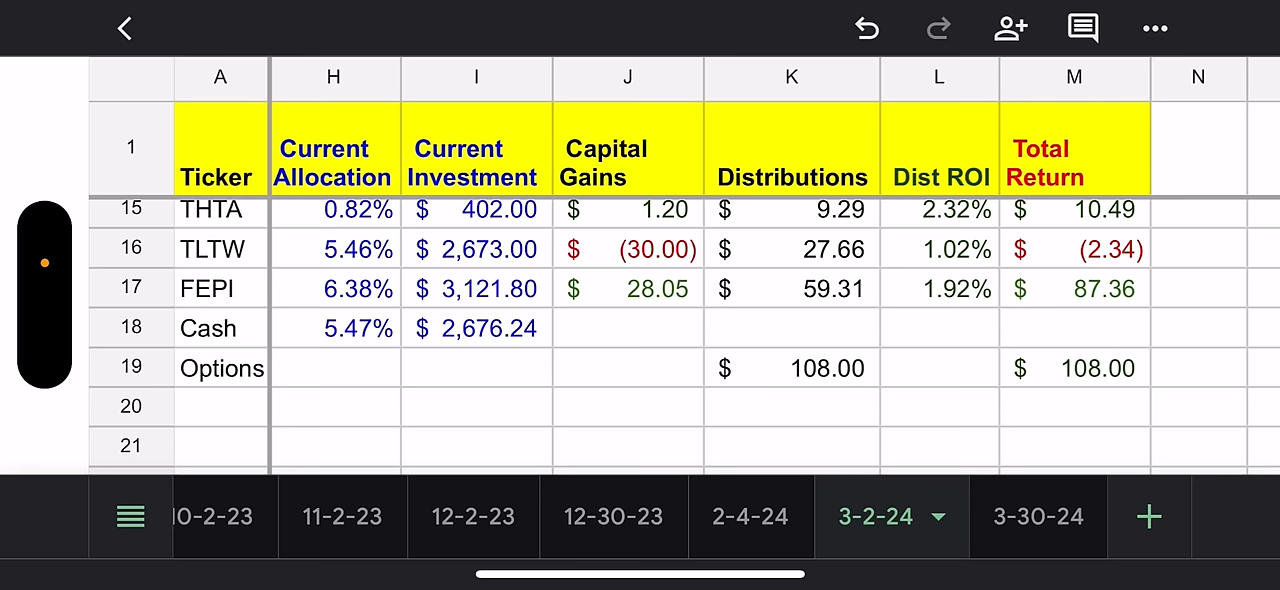 A H I J K L M N
1 Ticker Current Allocation Current Investment Capital Gains Distributions Dist ROI Total Return
15 THTA 0.82% $ 402.00 $ 1.20 $ 9.29 2.32% $ 10.49
16 TLTW 5.46% $ 2,673.00 $ (30.00) $ 27.66 1.02% $ (2.34)
17 FEPI 6.38% $ 3,121.80 $ 28.05 $ 59.31 1.92% $ 87.36
18 Cash 5.47% $ 2,676.24
19 Options $ 108.00 $ 108.00
20
21
10-2-23 11-2-23 12-2-23 12-30-23 2-4-24 3-2-24 3-30-24